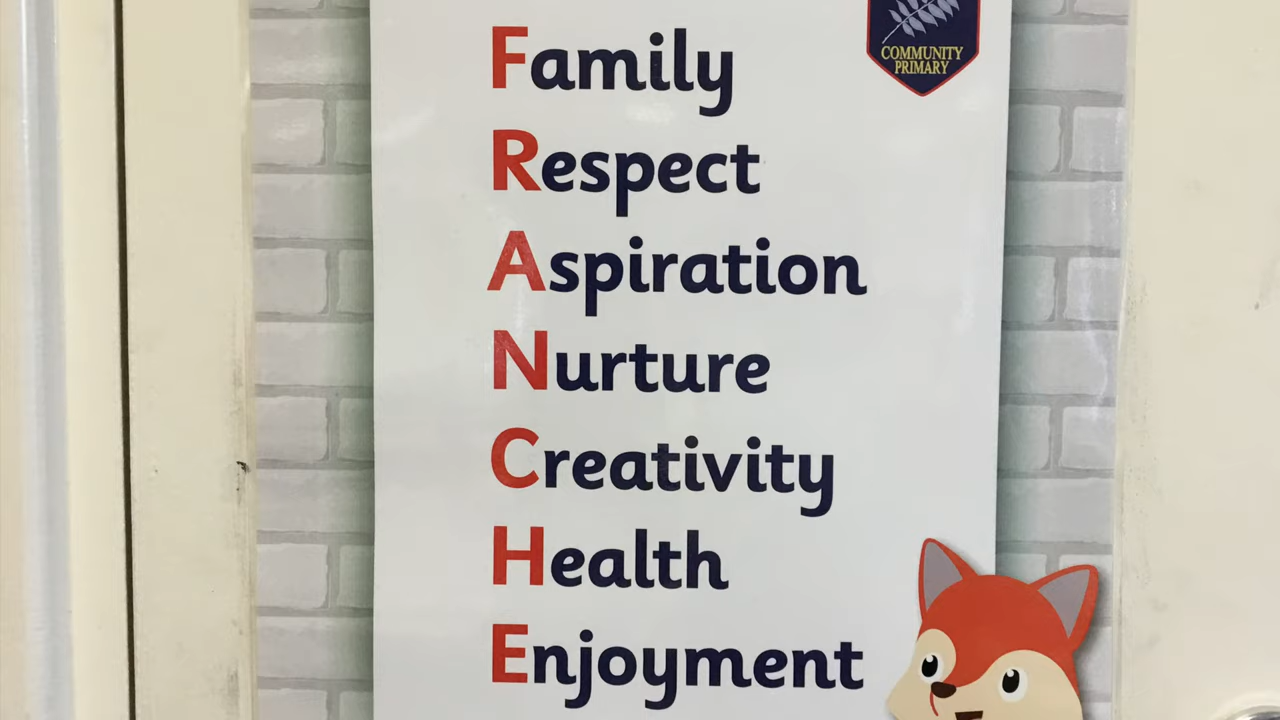 COMMUNITY
PRIMARY
Family
Respect
Aspiration
Nurture
Creativity
Health
Enjoyment